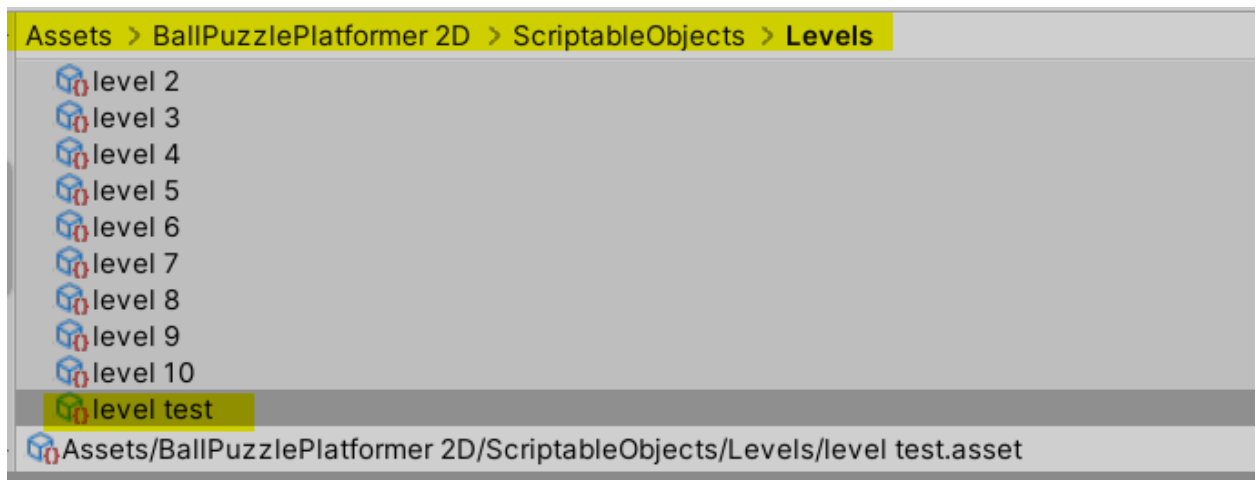 Assets > BallPuzzlePlatformer 2D > ScriptableObjects > Levels
level 2
level 3
level 4
level 5
level 6
level 7
level 8
level 9
level 10
level test
Assets/BallPuzzlePlatformer 2D/ScriptableObjects/Levels/level test.asset